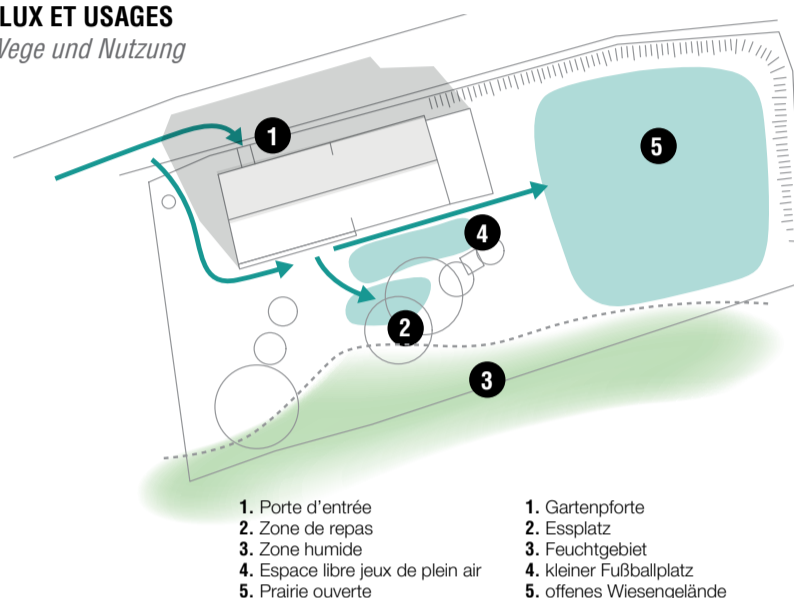 LUX ET USAGES
Wege und Nutzung
1
5
4
2
3
1. Porte d'entrée
2. Zone de repas
3. Zone humide
4. Espace libre jeux de plein air
5. Prairie ouverte
1. Gartenpforte
2. Essplatz
3. Feuchtgebiet
4. kleiner Fußballplatz
5. offenes Wiesengelände